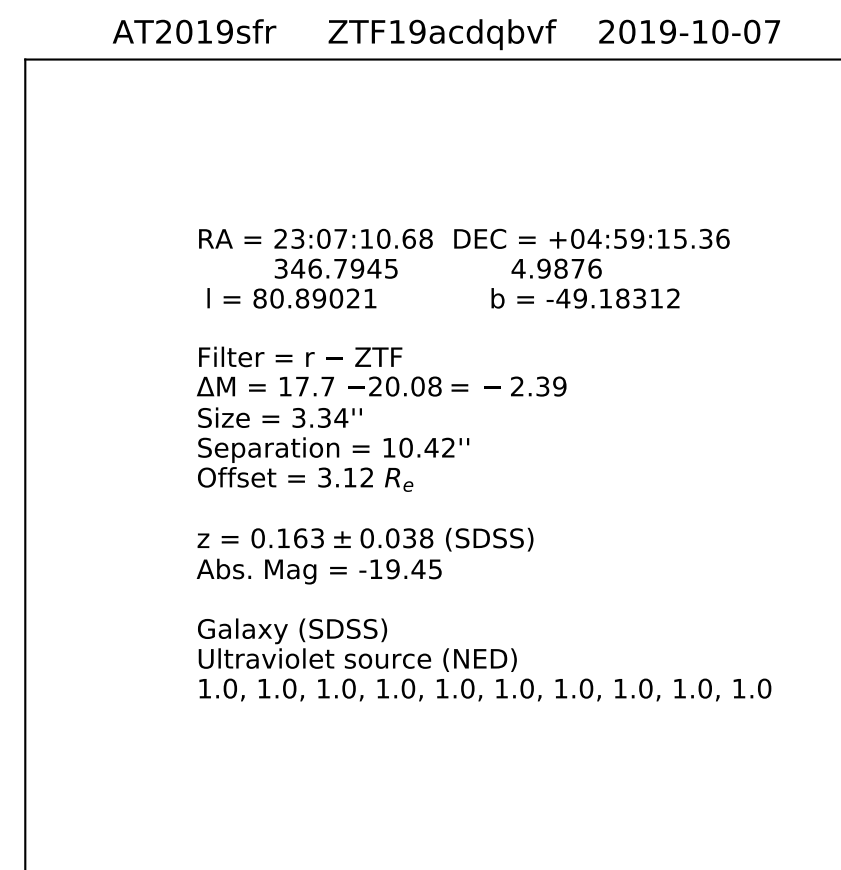 AT2019sfr ZTF19acdqbvf 2019-10-07
RA = 23:07:10.68 DEC = +04:59:15.36
346.7945 4.9876
l = 80.89021 b = -49.18312
Filter = r − ZTF
ΔM = 17.7 −20.08 = − 2.39
Size = 3.34''
Separation = 10.42''
Offset = 3.12 Rₑ
z = 0.163 ± 0.038 (SDSS)
Abs. Mag = -19.45
Galaxy (SDSS)
Ultraviolet source (NED)
1.0, 1.0, 1.0, 1.0, 1.0, 1.0, 1.0, 1.0, 1.0, 1.0